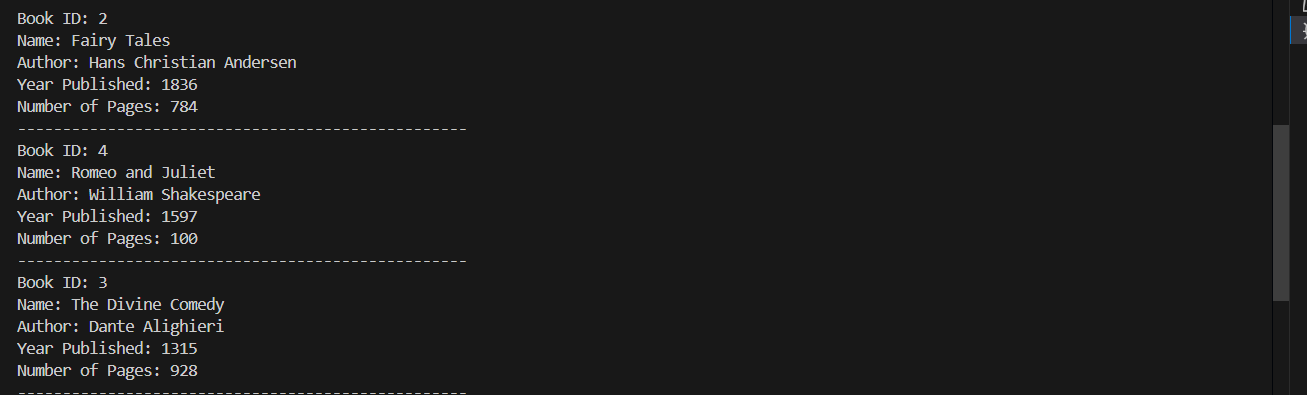 Book ID: 2
Name: Fairy Tales
Author: Hans Christian Andersen
Year Published: 1836
Number of Pages: 784
--------------------------------------------------
Book ID: 4
Name: Romeo and Juliet
Author: William Shakespeare
Year Published: 1597
Number of Pages: 100
--------------------------------------------------
Book ID: 3
Name: The Divine Comedy
Author: Dante Alighieri
Year Published: 1315
Number of Pages: 928
--------------------------------------------------